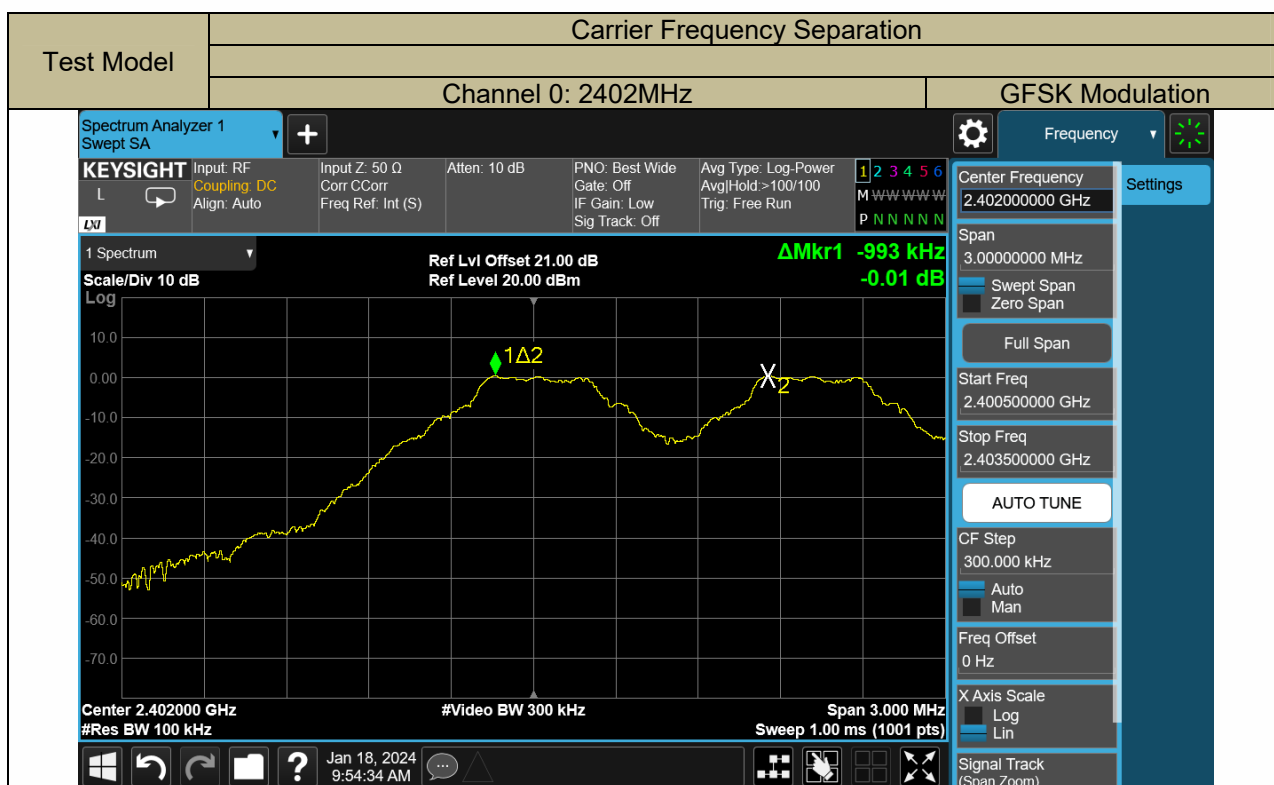 Test Model
Carrier Frequency Separation
Channel 0: 2402MHz
GFSK Modulation
Spectrum Analyzer 1
Swept SA
+
Frequency
KEYSIGHT
L
LXI
Input: RF
Coupling: DC
Align: Auto
Input Z: 50 Ω
Corr CCorr
Freq Ref: Int (S)
Atten: 10 dB
PNO: Best Wide
Gate: Off
IF Gain: Low
Sig Track: Off
Avg Type: Log-Power
Avg|Hold:>100/100
Trig: Free Run
1 2 3 4 5 6
M W W W W W
P N N N N N
1 Spectrum
Scale/Div 10 dB
Log
Ref Lvl Offset 21.00 dB
Ref Level 20.00 dBm
ΔMkr1 -993 kHz
-0.01 dB
10.0
0.00
-10.0
-20.0
-30.0
-40.0
-50.0
-60.0
-70.0
1Δ2
X2
Center 2.402000 GHz
#Res BW 100 kHz
#Video BW 300 kHz
Span 3.000 MHz
Sweep 1.00 ms (1001 pts)
Center Frequency
2.402000000 GHz
Settings
Span
3.00000000 MHz
Swept Span
Zero Span
Full Span
Start Freq
2.400500000 GHz
Stop Freq
2.403500000 GHz
AUTO TUNE
CF Step
300.000 kHz
Auto
Man
Freq Offset
0 Hz
X Axis Scale
Log
Lin
Signal Track
(Span Zoom)
?
Jan 18, 2024
9:54:34 AM